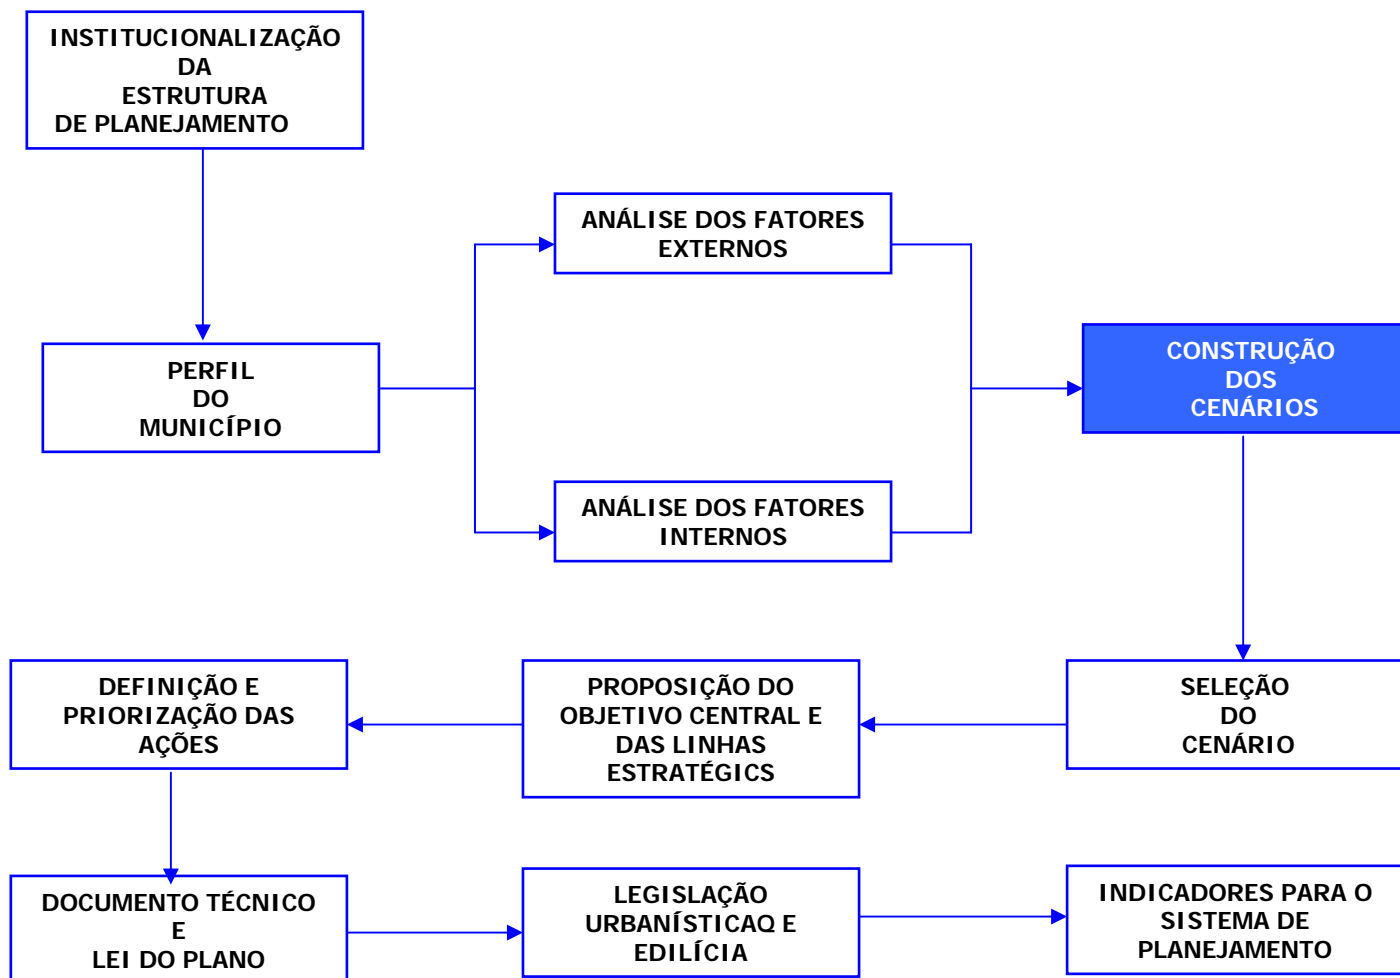 INSTITUCIONALIZAÇÃO
DA
ESTRUTURA
DE PLANEJAMENTO
ANÁLISE DOS FATORES
EXTERNOS
PERFIL
DO
MUNICÍPIO
CONSTRUÇÃO
DOS
CENÁRIOS
ANÁLISE DOS FATORES
INTERNOS
SELEÇÃO
DO
CENÁRIO
PROPOSIÇÃO DO
OBJETIVO CENTRAL E
DAS LINHAS
ESTRATÉGICS
DEFINIÇÃO E
PRIORIZAÇÃO DAS
AÇÕES
DOCUMENTO TÉCNICO
E
LEI DO PLANO
LEGISLAÇÃO
URBANÍSTICAQ E
EDILÍCIA
INDICADORES PARA O
SISTEMA DE
PLANEJAMENTO